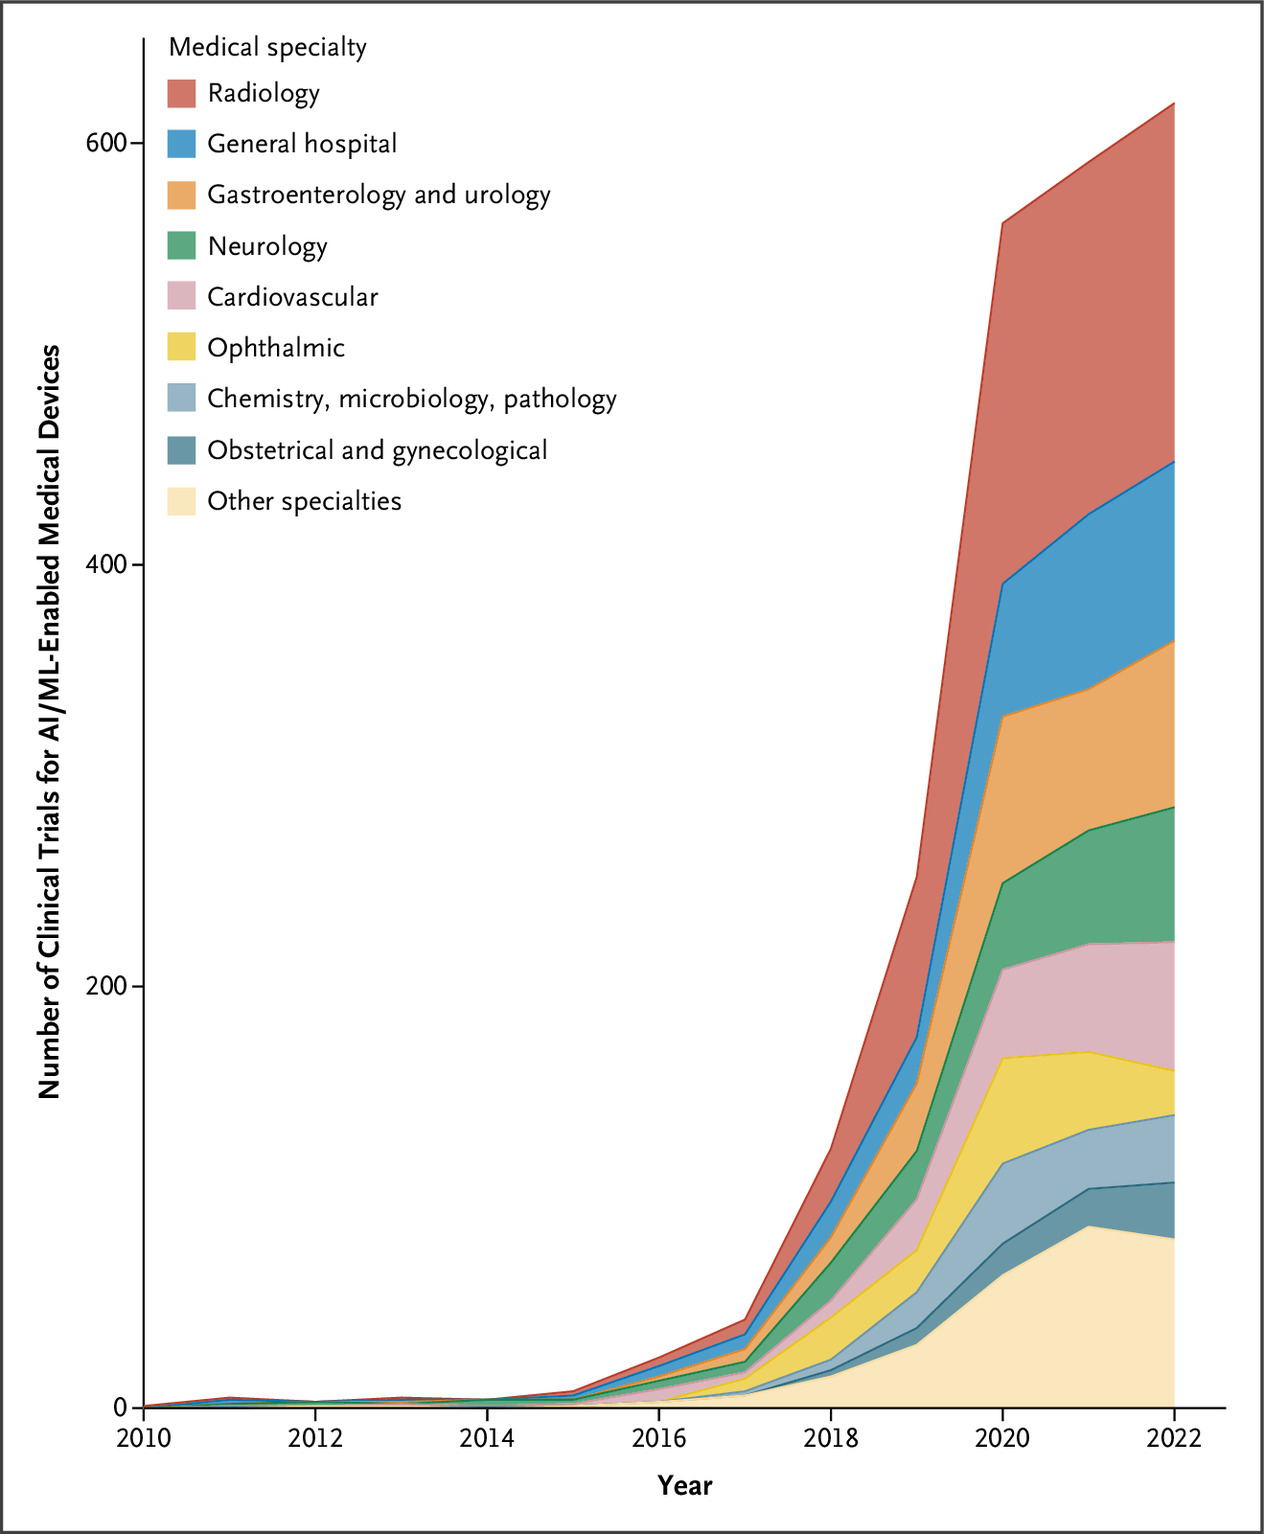 Medical specialty
Radiology
General hospital
Gastroenterology and urology
Neurology
Cardiovascular
Ophthalmic
Chemistry, microbiology, pathology
Obstetrical and gynecological
Other specialties
Number of Clinical Trials for AI/ML-Enabled Medical Devices
600
400
200
0
2010 2012 2014 2016 2018 2020 2022
Year